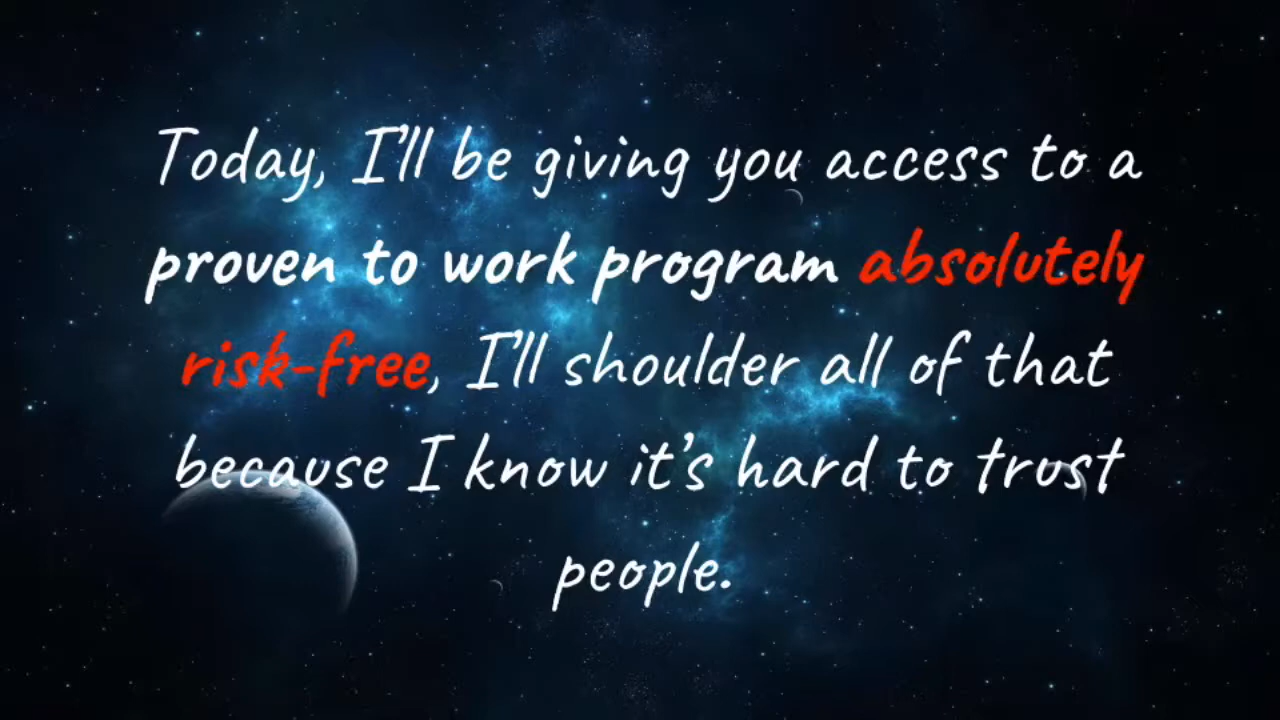 Today, I'll be giving you access to a
proven to work program absolutely
risk-free, I'll shoulder all of that
because I know it's hard to trust
people.